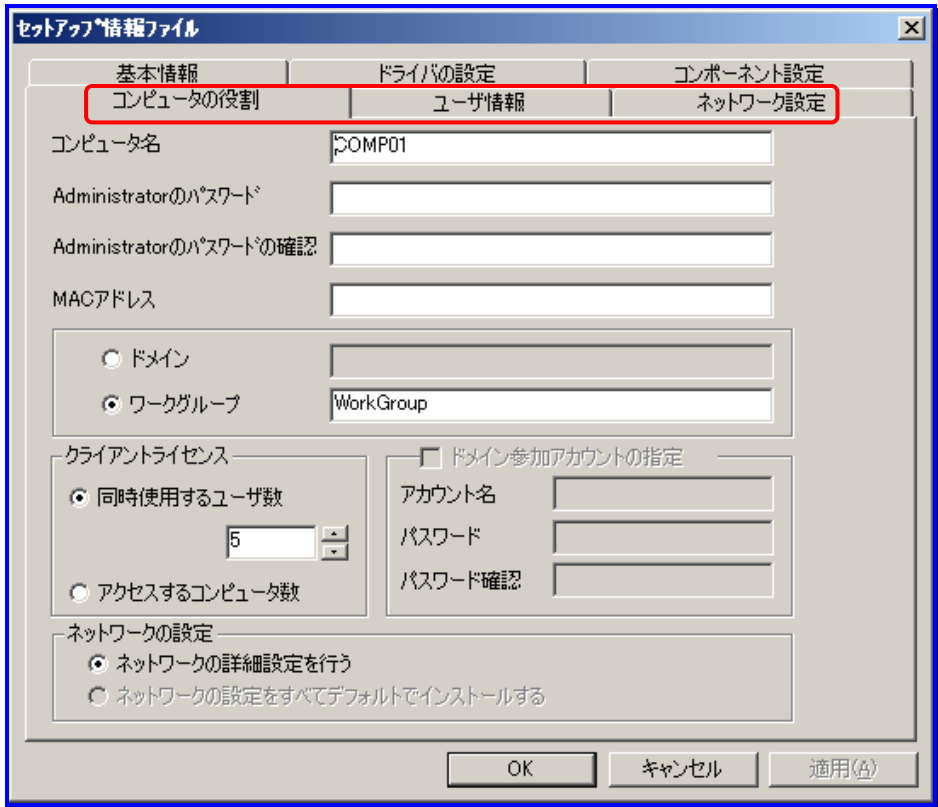 セットアップ情報ファイル
基本情報 ドライバの設定 コンポーネント設定
コンピュータの役割 ユーザ情報 ネットワーク設定
コンピュータ名 COMP01
Administratorのパスワード
Administratorのパスワードの確認
MACアドレス
ドメイン
ワークグループ WorkGroup
クライアントライセンス ドメイン参加アカウントの指定
同時使用するユーザ数 アカウント名
5 パスワード
アクセスするコンピュータ数 パスワード確認
ネットワークの設定
ネットワークの詳細設定を行う
ネットワークの設定をすべてデフォルトでインストールする
OK キャンセル 適用(A)